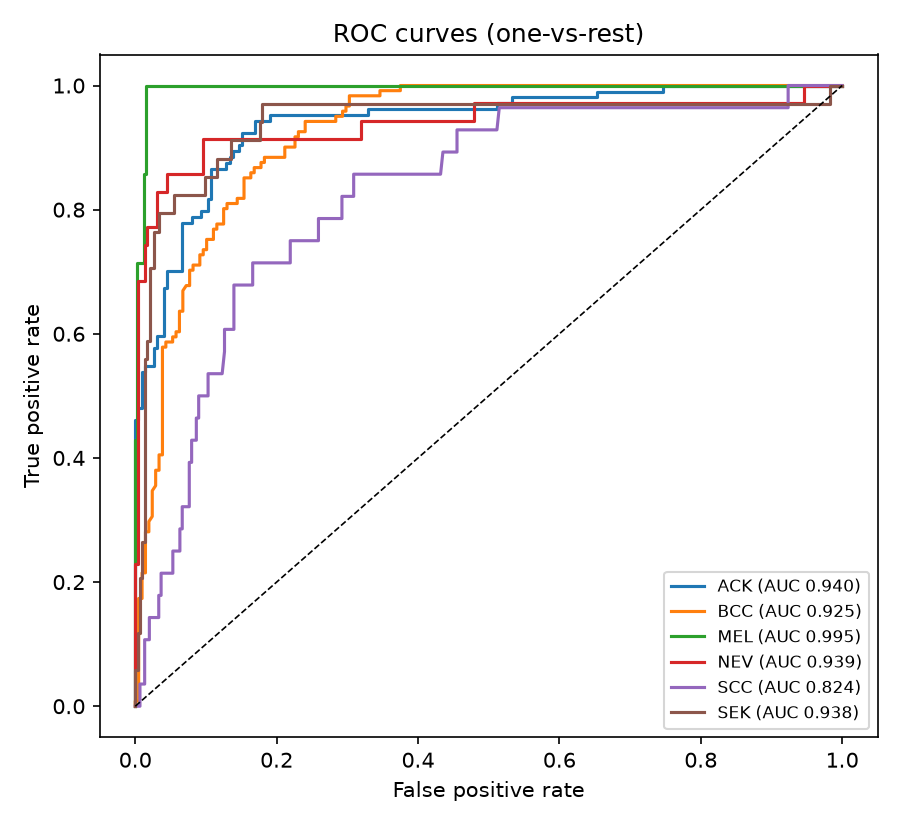 ROC curves (one-vs-rest)
True positive rate
1.0
0.8
0.6
0.4
0.2
0.0
ACK (AUC 0.940)
BCC (AUC 0.925)
MEL (AUC 0.995)
NEV (AUC 0.939)
SCC (AUC 0.824)
SEK (AUC 0.938)
0.0 0.2 0.4 0.6 0.8 1.0
False positive rate